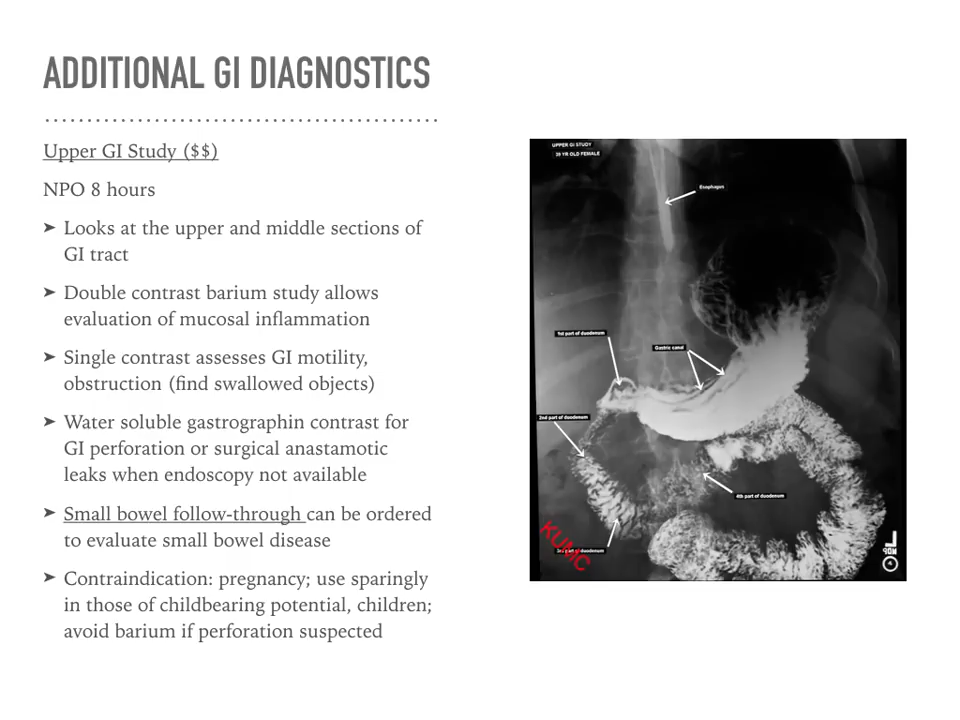 ADDITIONAL GI DIAGNOSTICS
Upper GI Study ($$)
NPO 8 hours
➤ Looks at the upper and middle sections of
GI tract
➤ Double contrast barium study allows
evaluation of mucosal inflammation
➤ Single contrast assesses GI motility,
obstruction (find swallowed objects)
➤ Water soluble gastrographin contrast for
GI perforation or surgical anastamotic
leaks when endoscopy not available
➤ Small bowel follow-through can be ordered
to evaluate small bowel disease
➤ Contraindication: pregnancy; use sparingly
in those of childbearing potential, children;
avoid barium if perforation suspected
UPPER GI STUDY
39 YR OLD FEMALE
Esophagus
1st part of duodenum
Gastric canal
2nd part of duodenum
4th part of duodenum
KUMC
duodenum
L